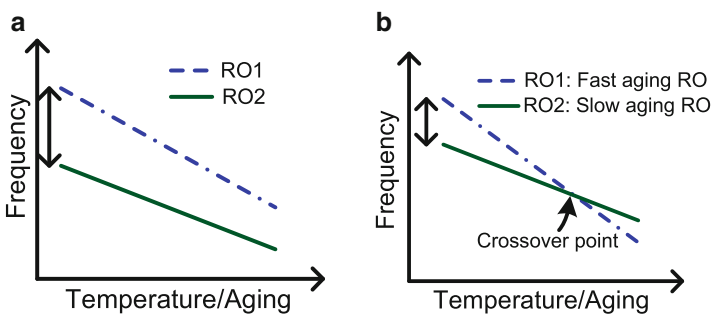 a
RO1
RO2
Frequency
Temperature/Aging
b
RO1: Fast aging RO
RO2: Slow aging RO
Frequency
Crossover point
Temperature/Aging